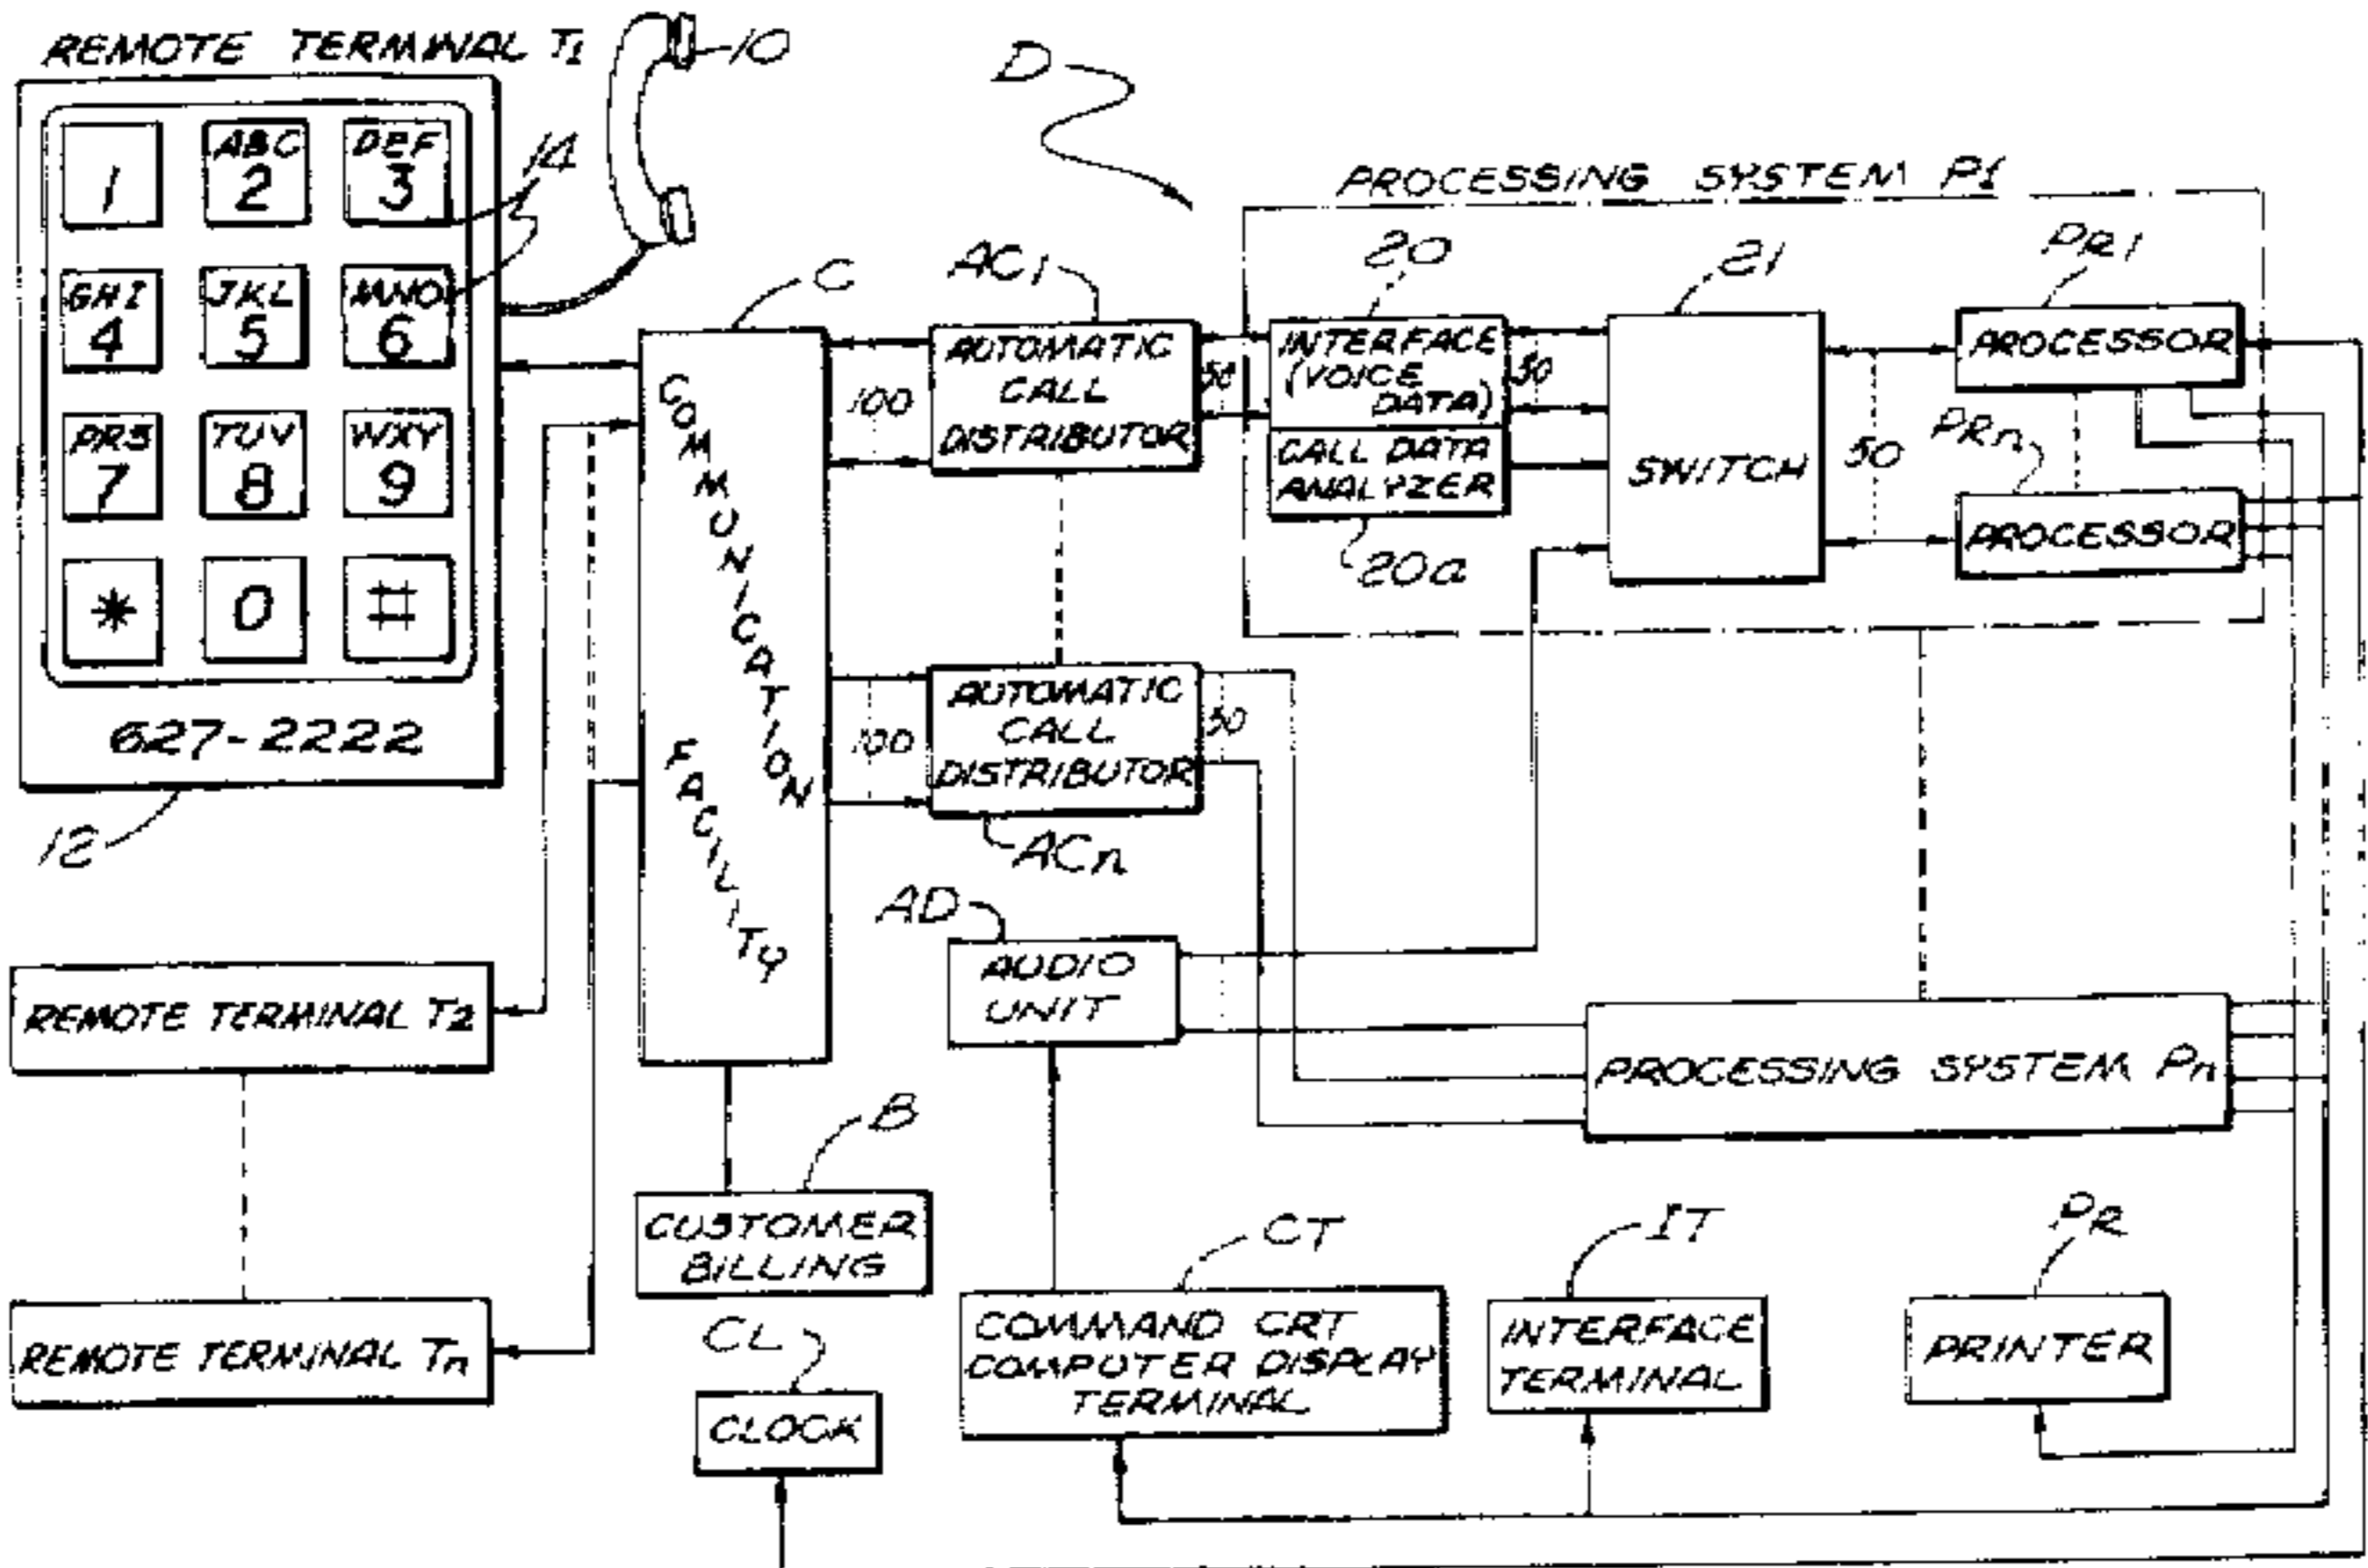 REMOTE TERMINAL T1
10
D
1
ABC
2
DEF
3
14
GHI
4
JKL
5
MNO
6
PRS
7
TUV
8
WXY
9
*
0
#
627-2222
12
REMOTE TERMINAL T2
REMOTE TERMINAL Tn
C
COMMUNICATION
FACILITY
B
CUSTOMER
BILLING
CL
CLOCK
AC1
AUTOMATIC
CALL
DISTRIBUTOR
100
50
AUTOMATIC
CALL
DISTRIBUTOR
100
50
ACn
AD
AUDIO
UNIT
PROCESSING SYSTEM P1
20
INTERFACE
(VOICE
DATA)
CALL DATA
ANALYZER
20a
50
21
SWITCH
50
PR1
PROCESSOR
PRn
PROCESSOR
PROCESSING SYSTEM Pn
CT
COMMAND CRT
COMPUTER DISPLAY
TERMINAL
IT
INTERFACE
TERMINAL
PR
PRINTER